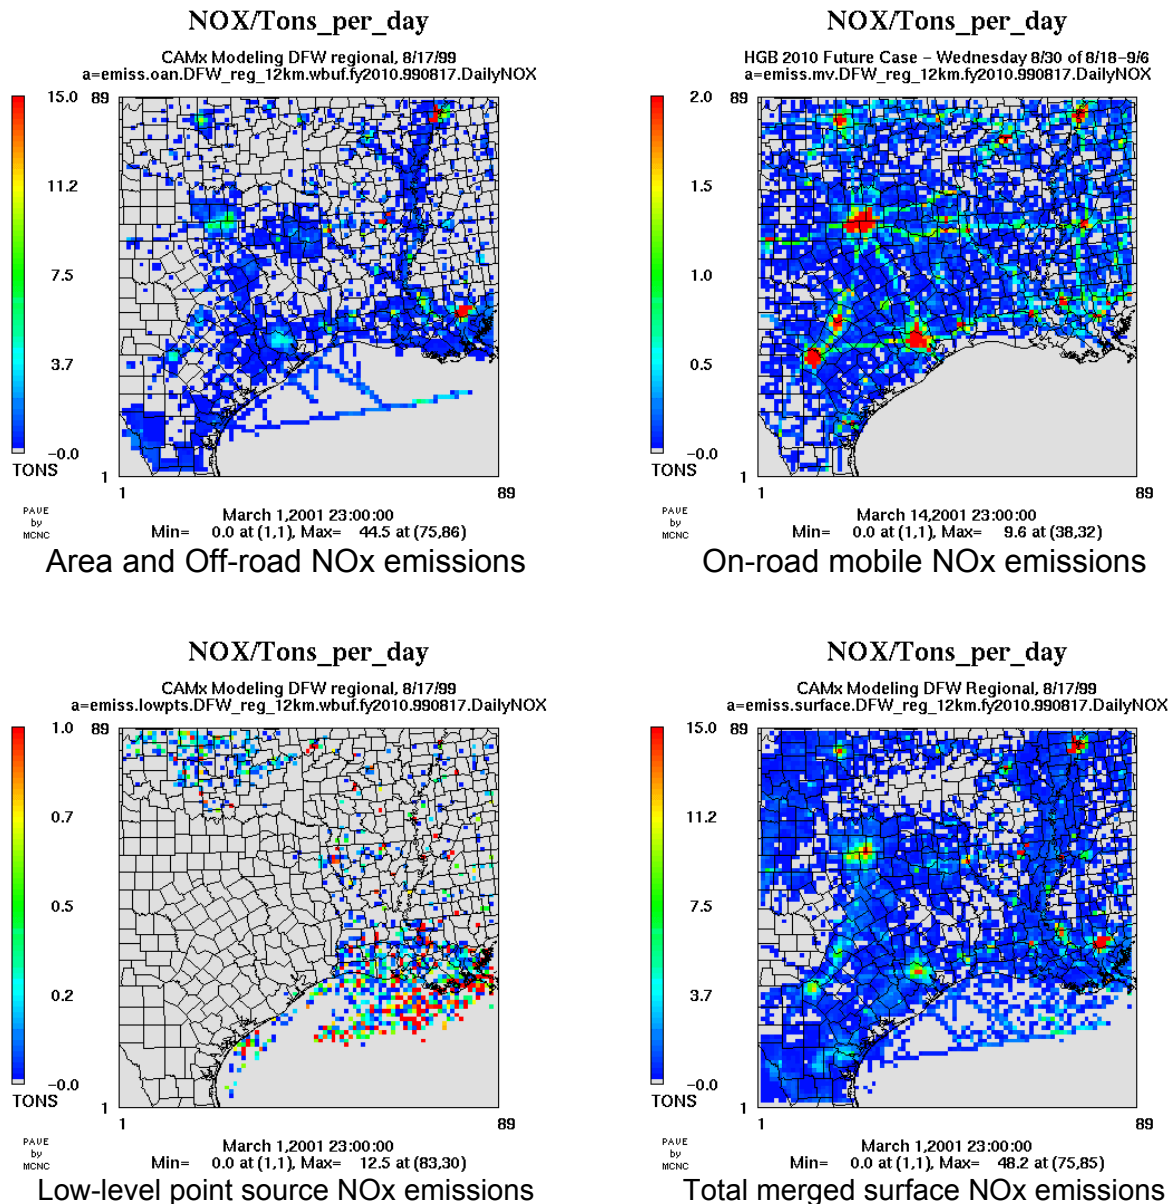 NOX/Tons_per_day
CAMx Modeling DFW regional, 8/17/99
a=emiss.oan.DFW_reg_12km.wbuf.fy2010.990817.DailyNOX
15.0
89
11.2
7.5
3.7
−0.0
TONS
1
1
89
PAVE
by
MCNC
March 1,2001 23:00:00
Min= 0.0 at (1,1), Max= 44.5 at (75,86)
Area and Off-road NOx emissions
NOX/Tons_per_day
HGB 2010 Future Case – Wednesday 8/30 of 8/18–9/6
a=emiss.mv.DFW_reg_12km.fy2010.990817.DailyNOX
2.0
89
1.5
1.0
0.5
−0.0
TONS
1
1
89
PAVE
by
MCNC
March 14,2001 23:00:00
Min= 0.0 at (1,1), Max= 9.6 at (38,32)
On-road mobile NOx emissions
NOX/Tons_per_day
CAMx Modeling DFW regional, 8/17/99
a=emiss.lowpts.DFW_reg_12km.wbuf.fy2010.990817.DailyNOX
1.0
89
0.7
0.5
0.2
−0.0
TONS
1
1
89
PAVE
by
MCNC
March 1,2001 23:00:00
Min= 0.0 at (1,1), Max= 12.5 at (83,30)
Low-level point source NOx emissions
NOX/Tons_per_day
CAMx Modeling DFW Regional, 8/17/99
a=emiss.surface.DFW_reg_12km.fy2010.990817.DailyNOX
15.0
89
11.2
7.5
3.7
−0.0
TONS
1
1
89
PAVE
by
MCNC
March 1,2001 23:00:00
Min= 0.0 at (1,1), Max= 48.2 at (75,85)
Total merged surface NOx emissions